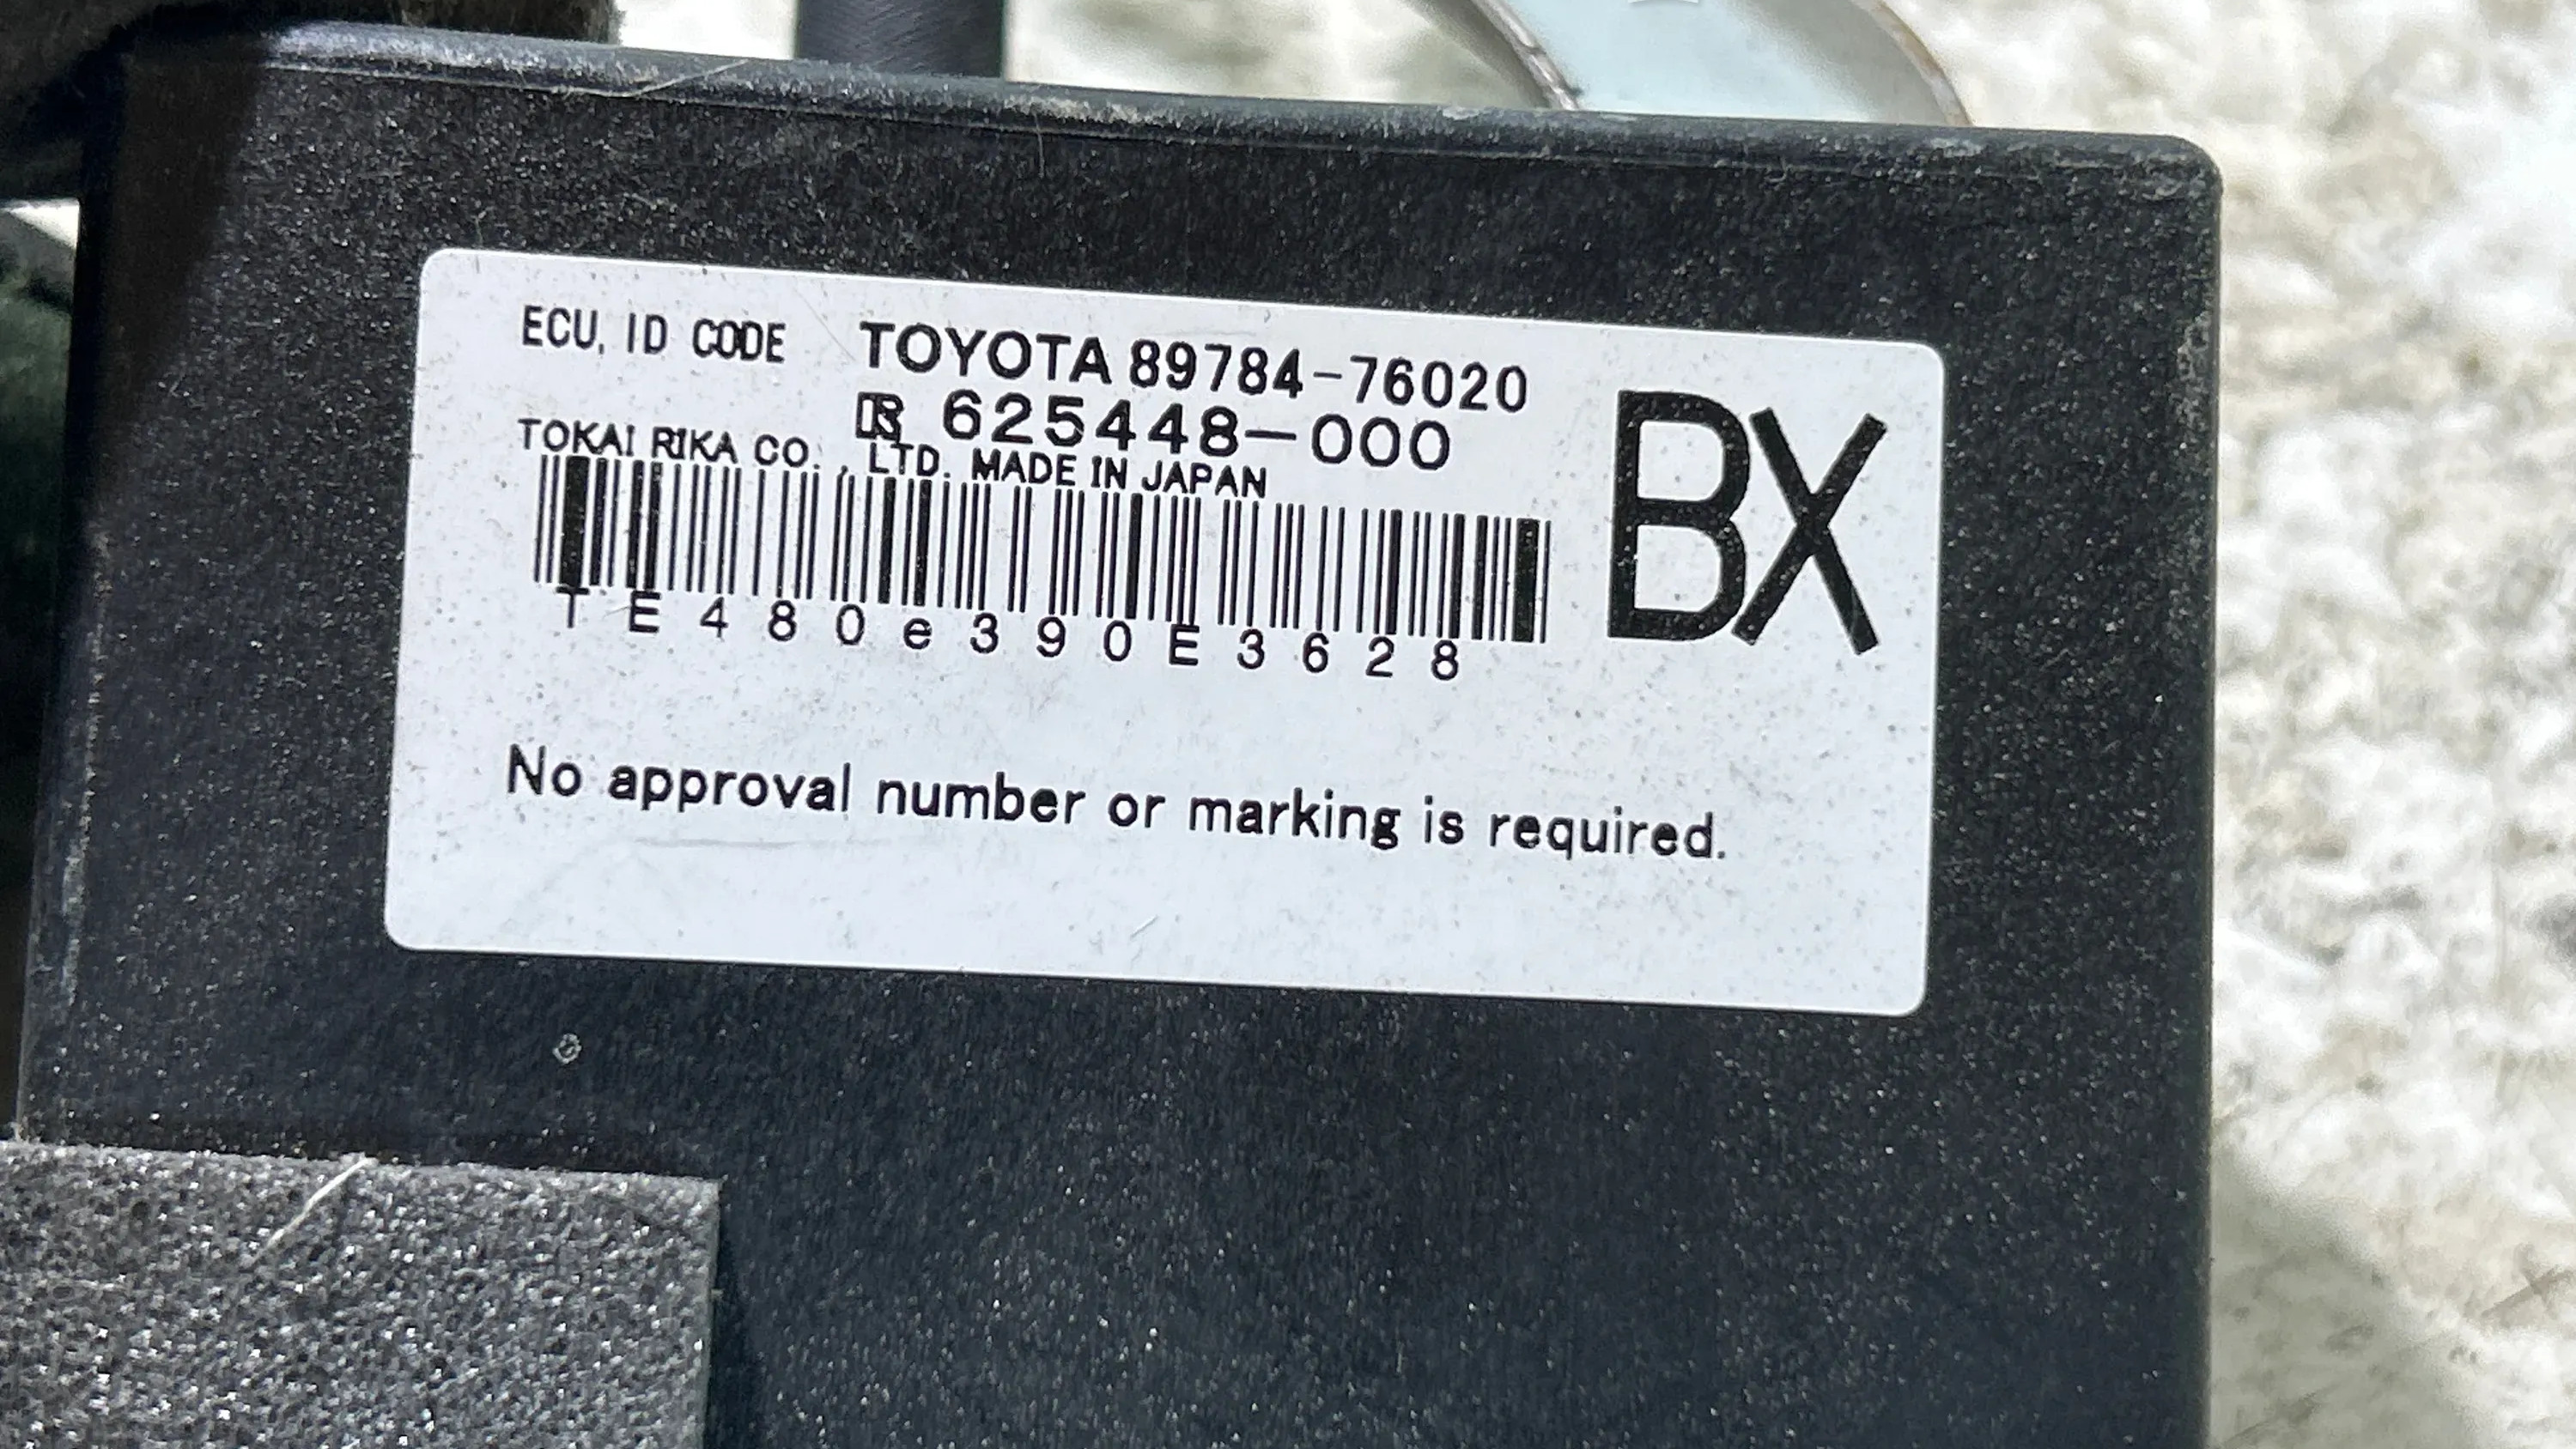 ECU, ID CODE TOYOTA 89784-76020
625448-000
BX
TOKAI RIKA CO., LTD. MADE IN JAPAN
TE480e390E3628
No approval number or marking is required.